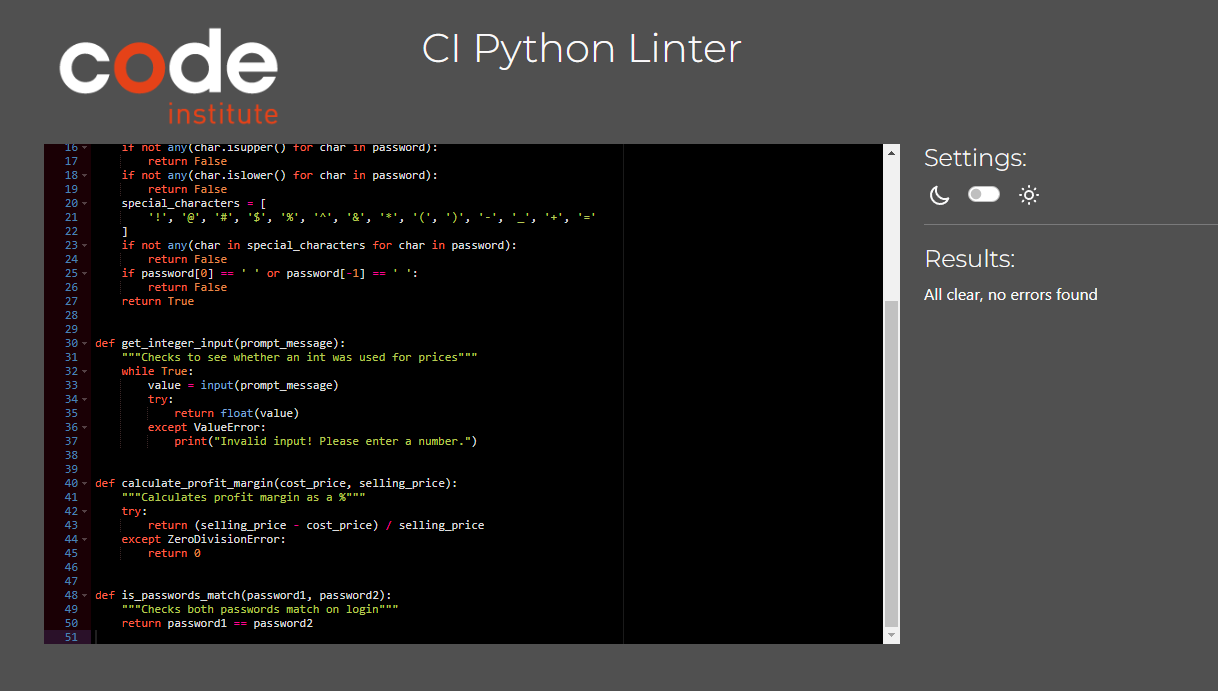 code
institute
CI Python Linter
16 if not any(char.isupper() for char in password):
17 return False
18 if not any(char.islower() for char in password):
19 return False
20 special_characters = [
21 '!', '@', '#', '$', '%', '^', '&', '*', '(', ')', '-', '_', '+', '='
22 ]
23 if not any(char in special_characters for char in password):
24 return False
25 if password[0] == ' ' or password[-1] == ' ':
26 return False
27 return True
28
29
30 def get_integer_input(prompt_message):
31 """Checks to see whether an int was used for prices"""
32 while True:
33 value = input(prompt_message)
34 try:
35 return float(value)
36 except ValueError:
37 print("Invalid input! Please enter a number.")
38
39
40 def calculate_profit_margin(cost_price, selling_price):
41 """Calculates profit margin as a %"""
42 try:
43 return (selling_price - cost_price) / selling_price
44 except ZeroDivisionError:
45 return 0
46
47
48 def is_passwords_match(password1, password2):
49 """Checks both passwords match on login"""
50 return password1 == password2
51
Settings:
Results:
All clear, no errors found